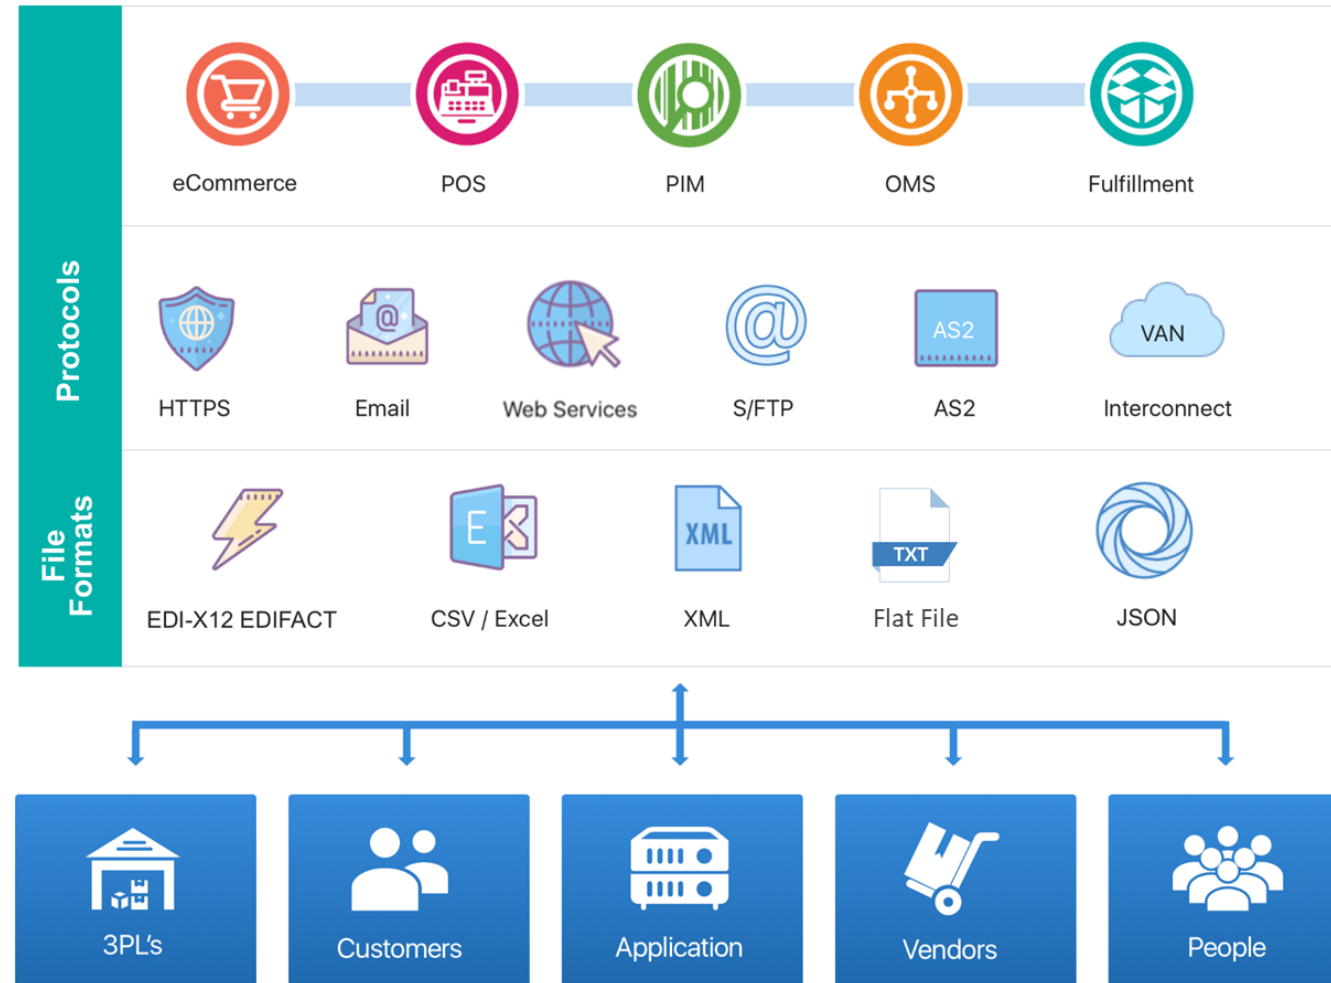 eCommerce
POS
PIM
OMS
Fulfillment
Protocols
@
AS2
VAN
HTTPS
Email
Web Services
S/FTP
AS2
Interconnect
File
Formats
E
XML
TXT
EDI-X12 EDIFACT
CSV / Excel
XML
Flat File
JSON
3PL's
Customers
Application
Vendors
People